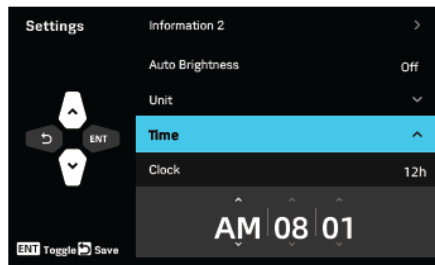 Settings
Information 2
Auto Brightness Off
Unit
Time
Clock 12h
ENT
AM 08 01
ENT Toggle Save